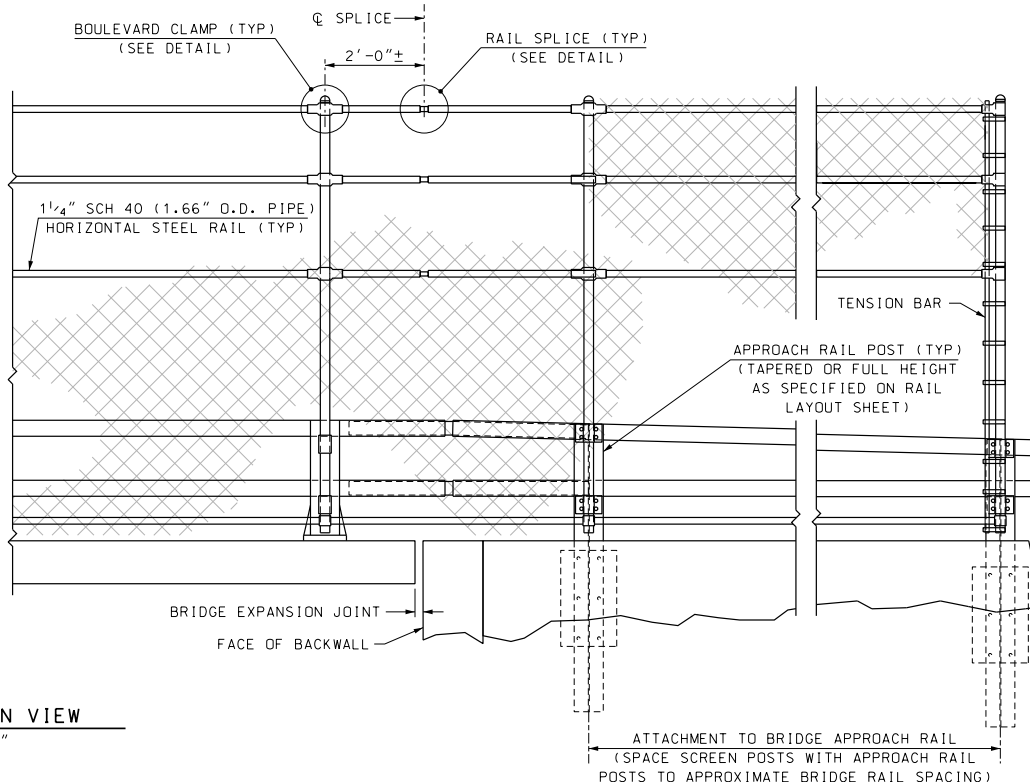 ℄ SPLICE
BOULEVARD CLAMP (TYP)
(SEE DETAIL)
RAIL SPLICE (TYP)
(SEE DETAIL)
2'-0"±
1¼" SCH 40 (1.66" O.D. PIPE)
HORIZONTAL STEEL RAIL (TYP)
TENSION BAR
APPROACH RAIL POST (TYP)
(TAPERED OR FULL HEIGHT
AS SPECIFIED ON RAIL
LAYOUT SHEET)
BRIDGE EXPANSION JOINT
FACE OF BACKWALL
N VIEW
"
ATTACHMENT TO BRIDGE APPROACH RAIL
(SPACE SCREEN POSTS WITH APPROACH RAIL
POSTS TO APPROXIMATE BRIDGE RAIL SPACING)